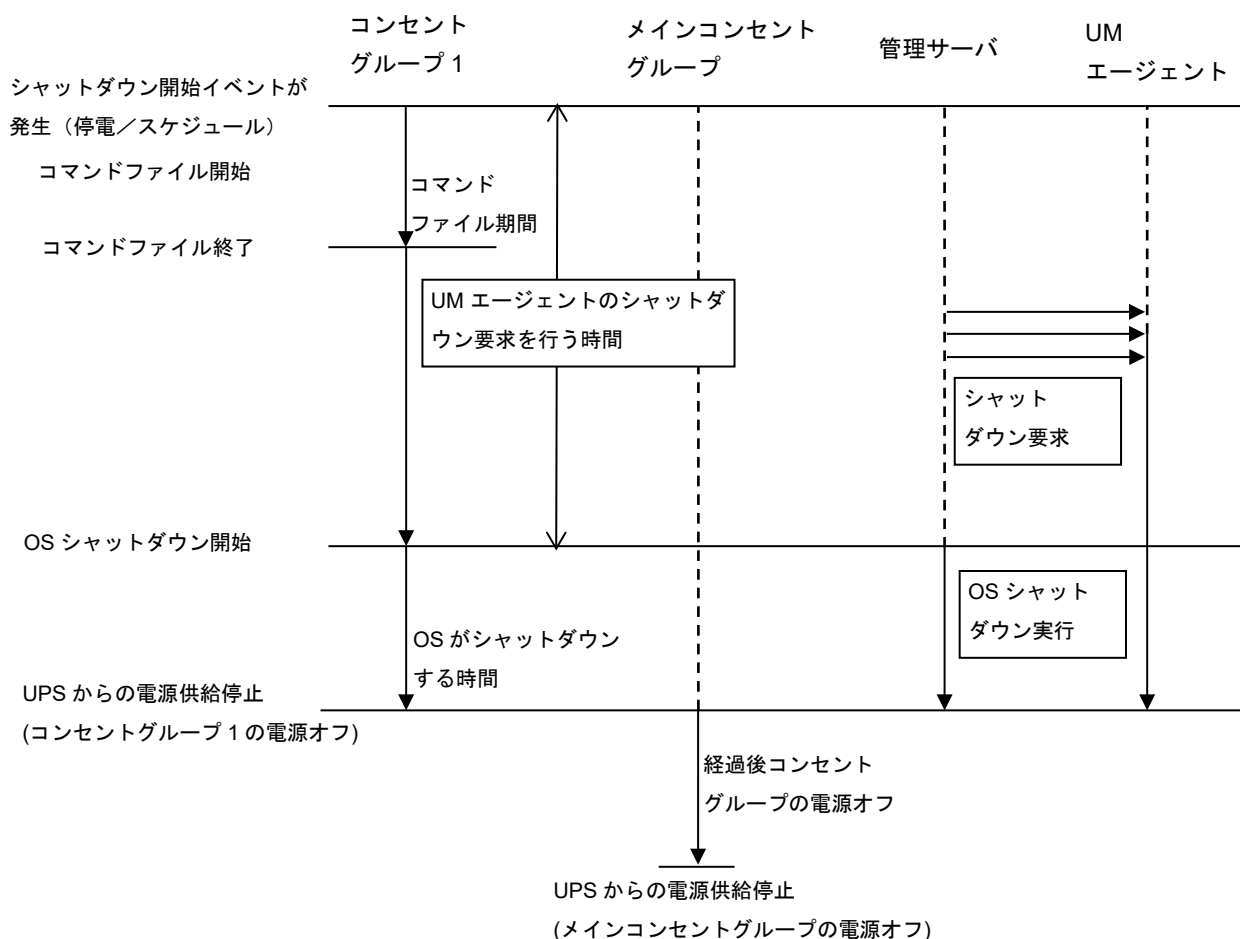 コンセント
グループ 1
メインコンセント
グループ
管理サーバ
UM
エージェント
シャットダウン開始イベントが
発生（停電／スケジュール）
コマンドファイル開始
コマンド
ファイル期間
コマンドファイル終了
UM エージェントのシャットダ
ウン要求を行う時間
シャット
ダウン要求
OS シャットダウン開始
OS シャット
ダウン実行
OS がシャットダウン
する時間
UPS からの電源供給停止
(コンセントグループ 1 の電源オフ)
経過後コンセント
グループの電源オフ
UPS からの電源供給停止
(メインコンセントグループの電源オフ)